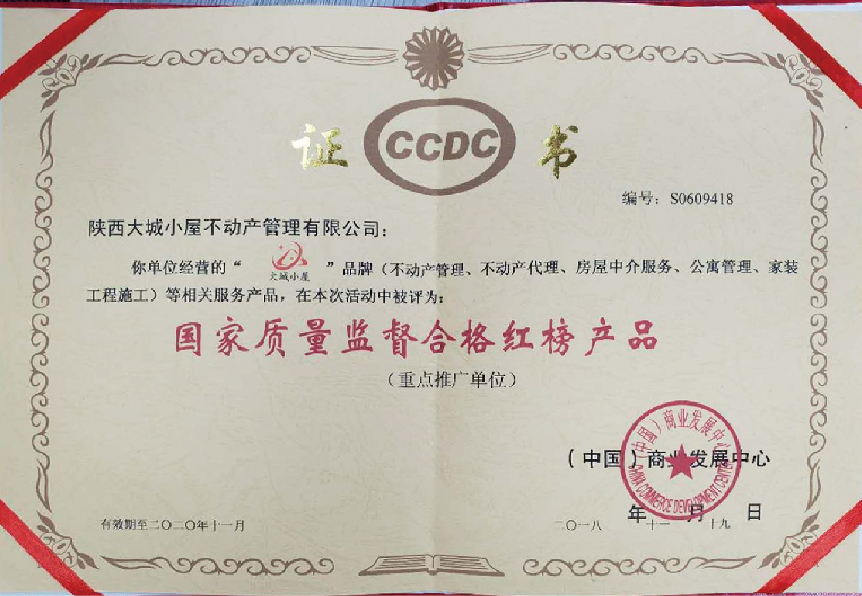 证 CCDC 书
编号：S0609418
陕西大城小屋不动产管理有限公司：
你单位经营的“ 大城小屋 ”品牌（不动产管理、不动产代理、房屋中介服务、公寓管理、家装
工程施工）等相关服务产品，在本次活动中被评为：
国家质量监督合格红榜产品
（重点推广单位）
（中国）商业发展中心
（中国）商业发展中心
CHINA COMMERCE DEVELOPMENT CENTER
有效期至二〇二〇年十一月
二〇一八 年 十一 月 十九 日